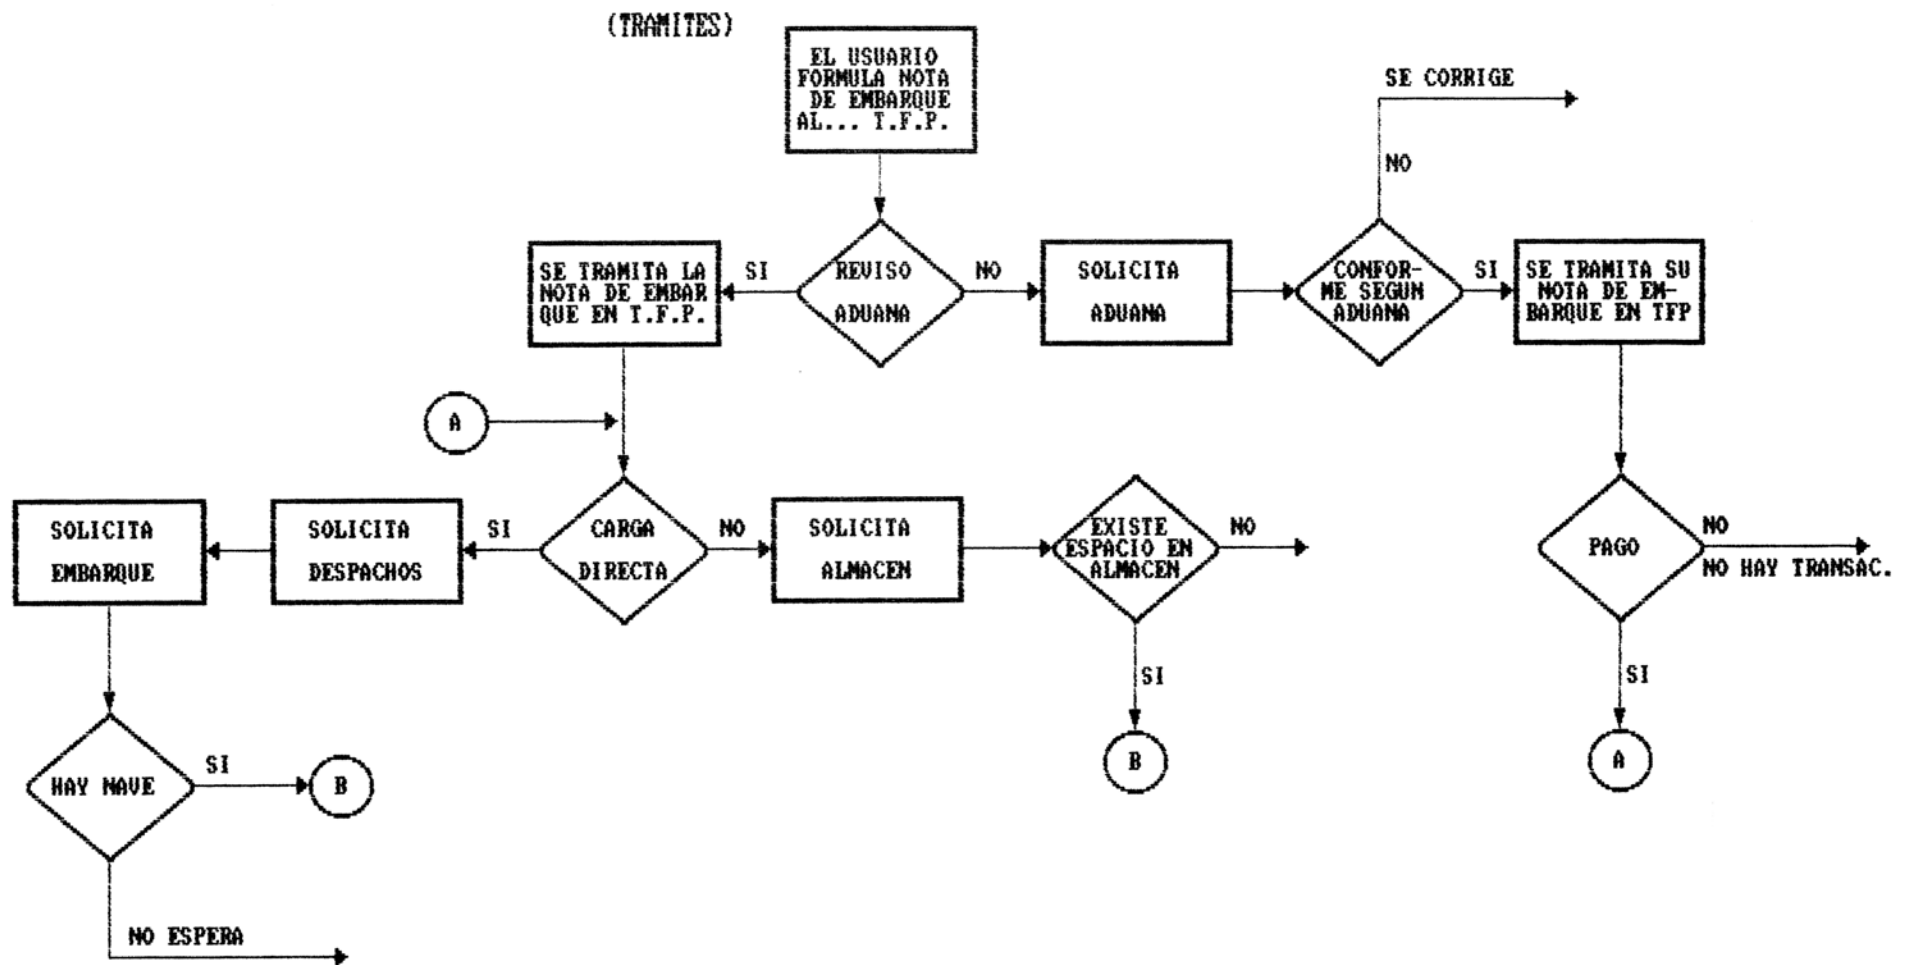 (TRAMITES)
EL USUARIO
FORMULA NOTA
DE EMBARQUE
AL... T.F.P.
SE CORRIGE
NO
SE TRAMITA LA
NOTA DE EMBAR
QUE EN T.F.P.
SI
REVISO
ADUANA
NO
SOLICITA
ADUANA
CONFOR-
ME SEGUN
ADUANA
SI
SE TRAMITA SU
NOTA DE EM-
BARQUE EN TFP
A
SOLICITA
EMBARQUE
SOLICITA
DESPACHOS
SI
CARGA
DIRECTA
NO
SOLICITA
ALMACEN
EXISTE
ESPACIO EN
ALMACEN
NO
PAGO
NO
NO HAY TRANSAC.
SI
SI
HAY NAVE
SI
B
B
A
NO ESPERA